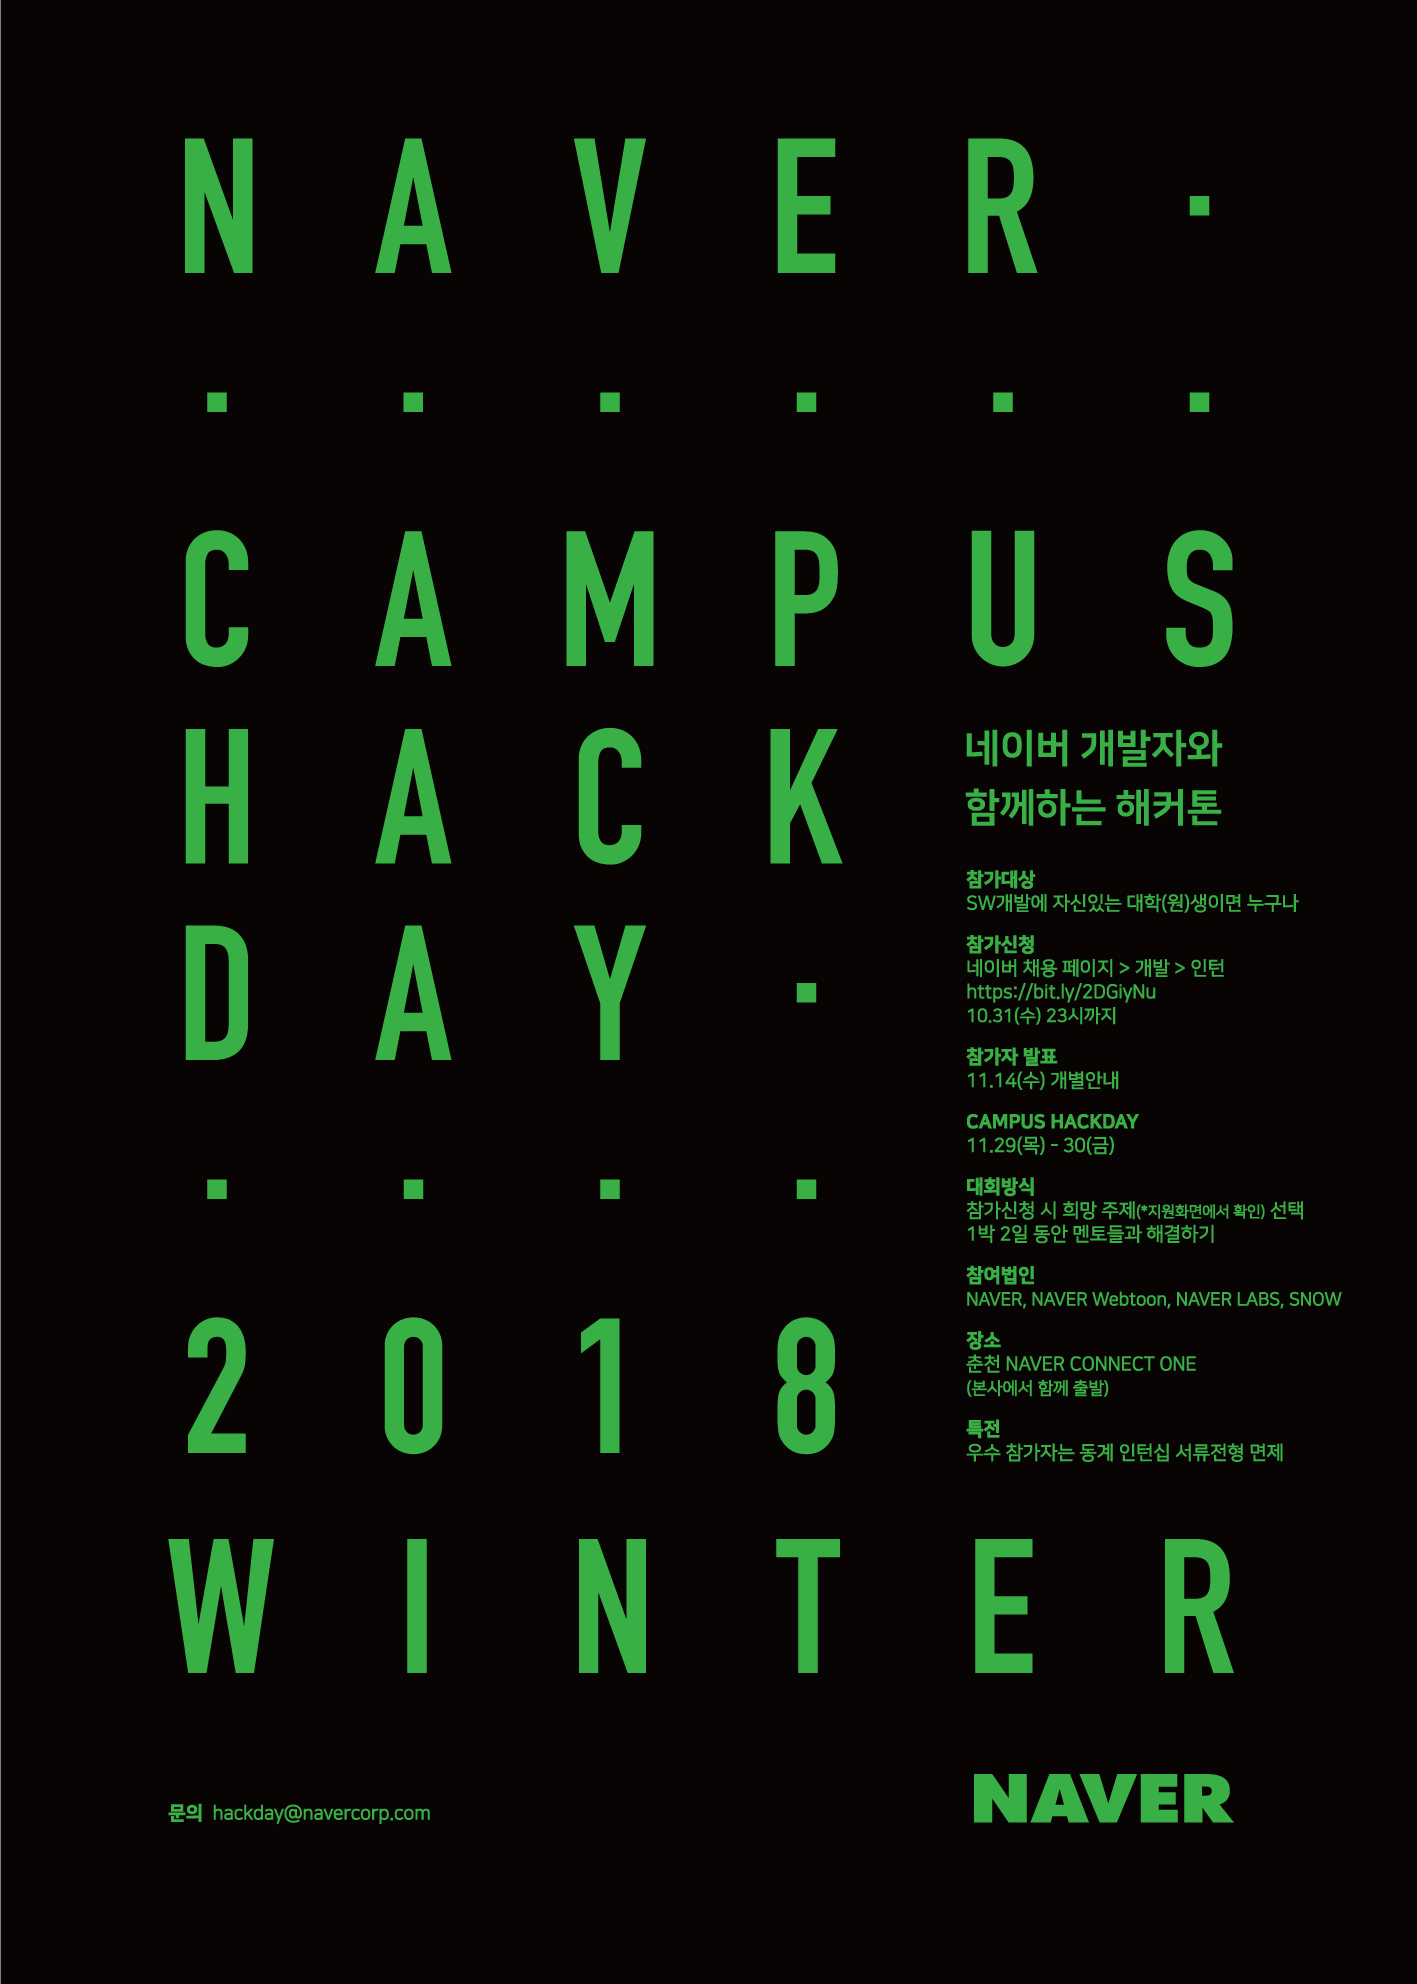 NAVER·
······
CAMPUS
HACK
DAY·
····
2018
WINTER
네이버 개발자와
함께하는 해커톤
참가대상
SW개발에 자신있는 대학(원)생이면 누구나
참가신청
네이버 채용 페이지 > 개발 > 인턴
https://bit.ly/2DGiyNu
10.31(수) 23시까지
참가자 발표
11.14(수) 개별안내
CAMPUS HACKDAY
11.29(목) - 30(금)
대회방식
참가신청 시 희망 주제(*지원화면에서 확인) 선택
1박 2일 동안 멘토들과 해결하기
참여법인
NAVER, NAVER Webtoon, NAVER LABS, SNOW
장소
춘천 NAVER CONNECT ONE
(본사에서 함께 출발)
특전
우수 참가자는 동계 인턴십 서류전형 면제
문의 hackday@navercorp.com
NAVER